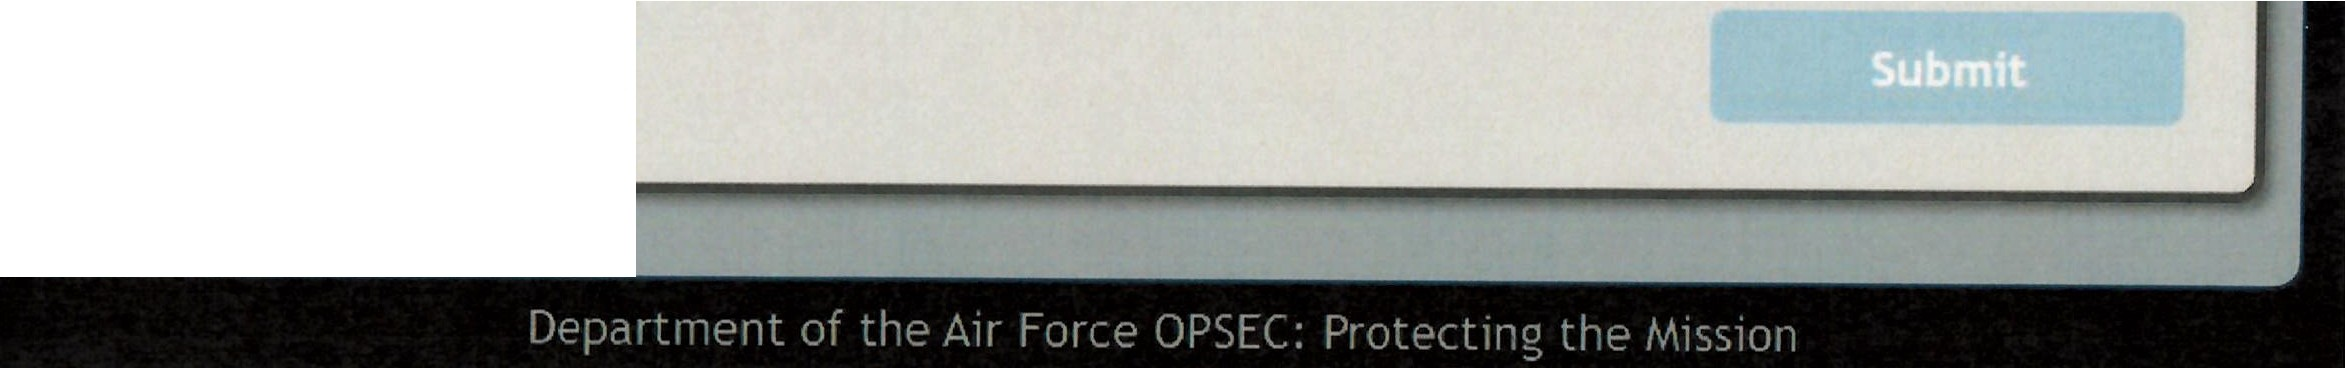 Submit
Department of the Air Force OPSEC: Protecting the Mission